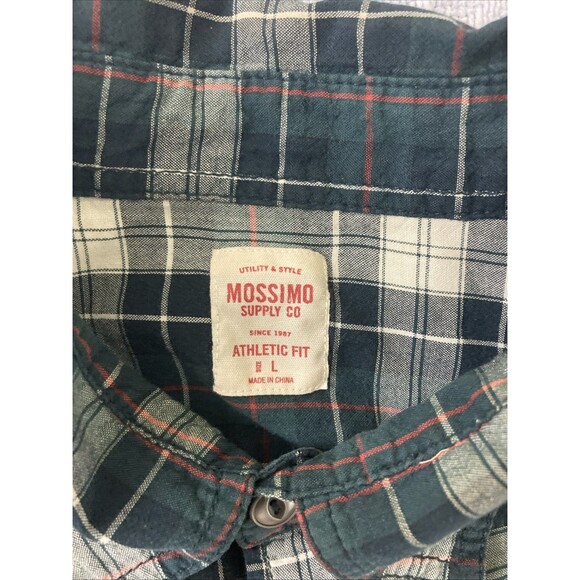 UTILITY & STYLE
MOSSIMO
SUPPLY CO
SINCE 1987
ATHLETIC FIT
L
MADE IN CHINA